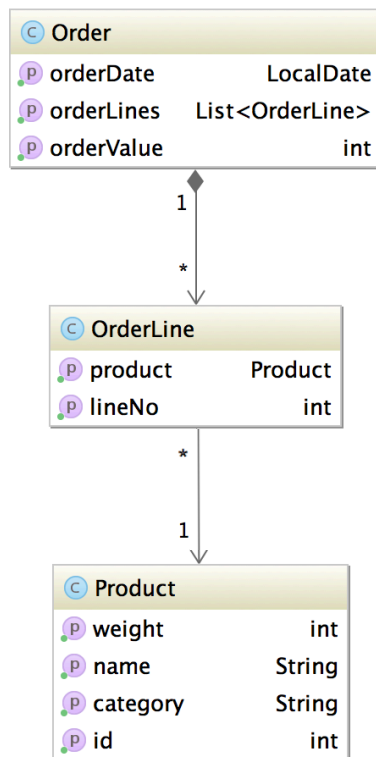 C Order
p orderDate LocalDate
p orderLines List<OrderLine>
p orderValue int
1
*
C OrderLine
p product Product
p lineNo int
*
1
C Product
p weight int
p name String
p category String
p id int